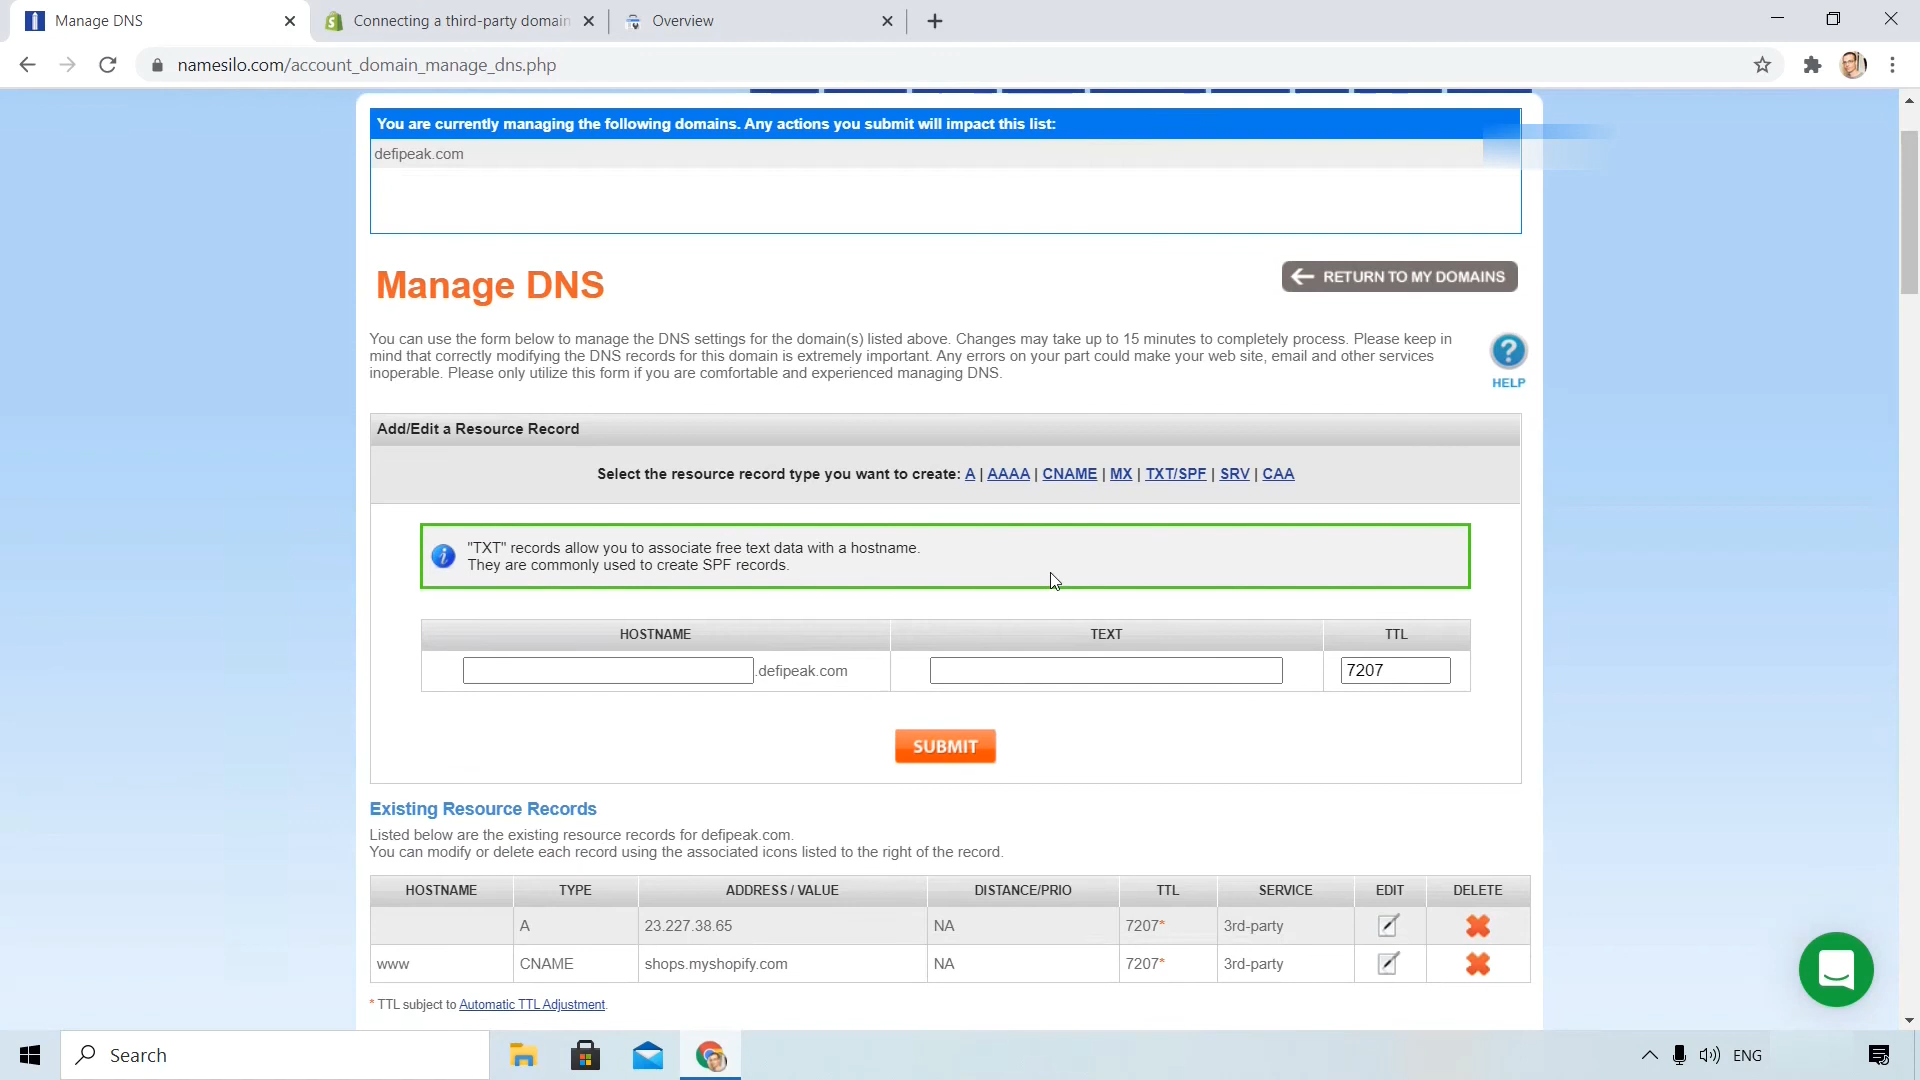 Manage DNS
Connecting a third-party domain
Overview
namesilo.com/account_domain_manage_dns.php
You are currently managing the following domains. Any actions you submit will impact this list:
defipeak.com
Manage DNS
RETURN TO MY DOMAINS
You can use the form below to manage the DNS settings for the domain(s) listed above. Changes may take up to 15 minutes to completely process. Please keep in
mind that correctly modifying the DNS records for this domain is extremely important. Any errors on your part could make your web site, email and other services
inoperable. Please only utilize this form if you are comfortable and experienced managing DNS.
HELP
Add/Edit a Resource Record
Select the resource record type you want to create: A | AAAA | CNAME | MX | TXT/SPF | SRV | CAA
"TXT" records allow you to associate free text data with a hostname.
They are commonly used to create SPF records.
HOSTNAME TEXT TTL
.defipeak.com 7207
SUBMIT
Existing Resource Records
Listed below are the existing resource records for defipeak.com.
You can modify or delete each record using the associated icons listed to the right of the record.
HOSTNAME TYPE ADDRESS / VALUE DISTANCE/PRIO TTL SERVICE EDIT DELETE
A 23.227.38.65 NA 7207* 3rd-party
www CNAME shops.myshopify.com NA 7207* 3rd-party
* TTL subject to Automatic TTL Adjustment.
Search
ENG